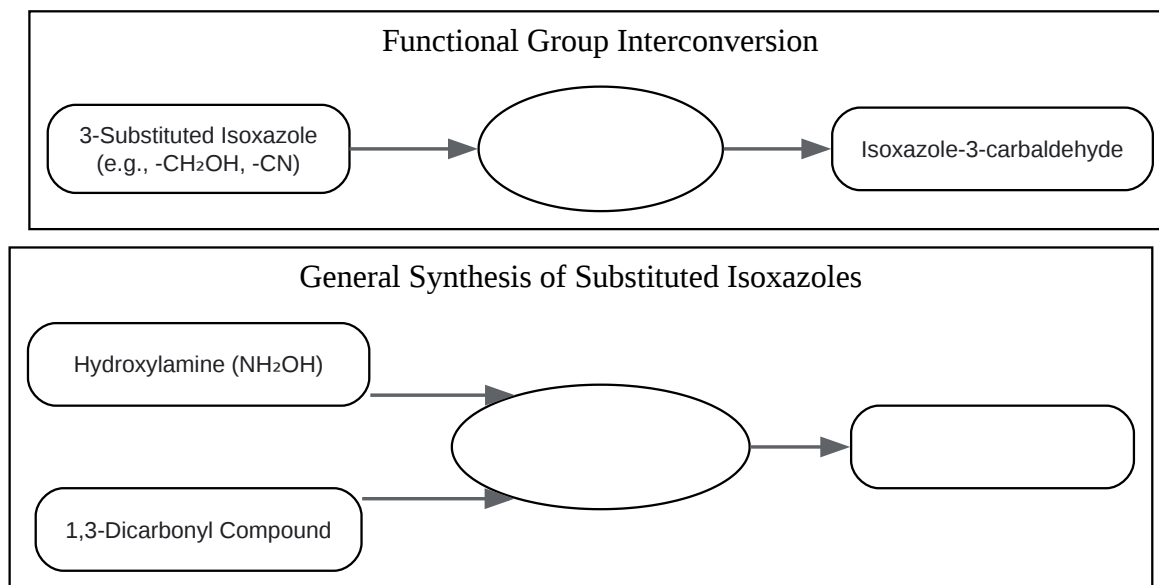 Functional Group Interconversion
3-Substituted Isoxazole
(e.g., -CH₂OH, -CN)
Isoxazole-3-carbaldehyde
General Synthesis of Substituted Isoxazoles
Hydroxylamine (NH₂OH)
1,3-Dicarbonyl Compound